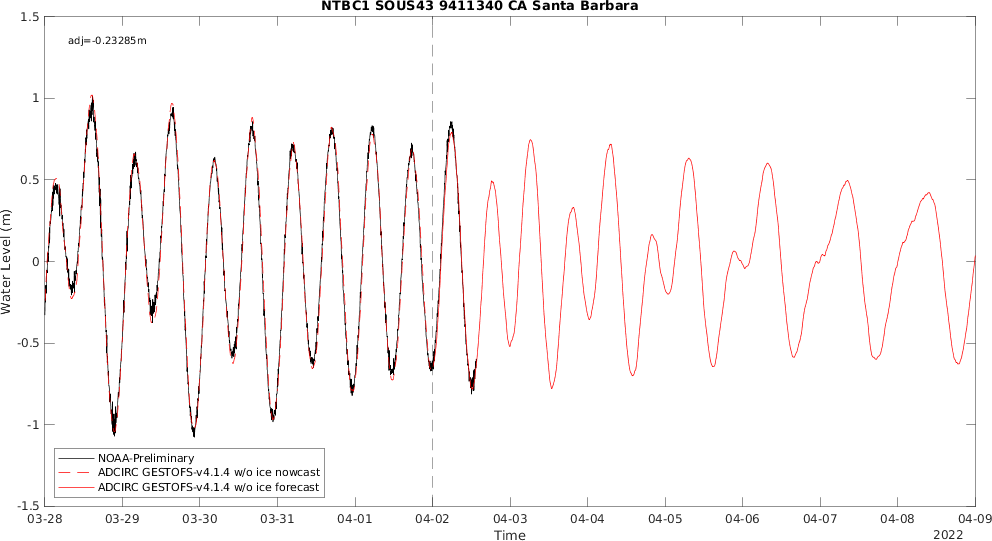 NTBC1 SOUS43 9411340 CA Santa Barbara
adj=-0.23285m
1.5
1
0.5
0
-0.5
-1
-1.5
Water Level (m)
NOAA-Preliminary
ADCIRC GESTOFS-v4.1.4 w/o ice nowcast
ADCIRC GESTOFS-v4.1.4 w/o ice forecast
03-28 03-29 03-30 03-31 04-01 04-02 04-03 04-04 04-05 04-06 04-07 04-08 04-09
Time
2022